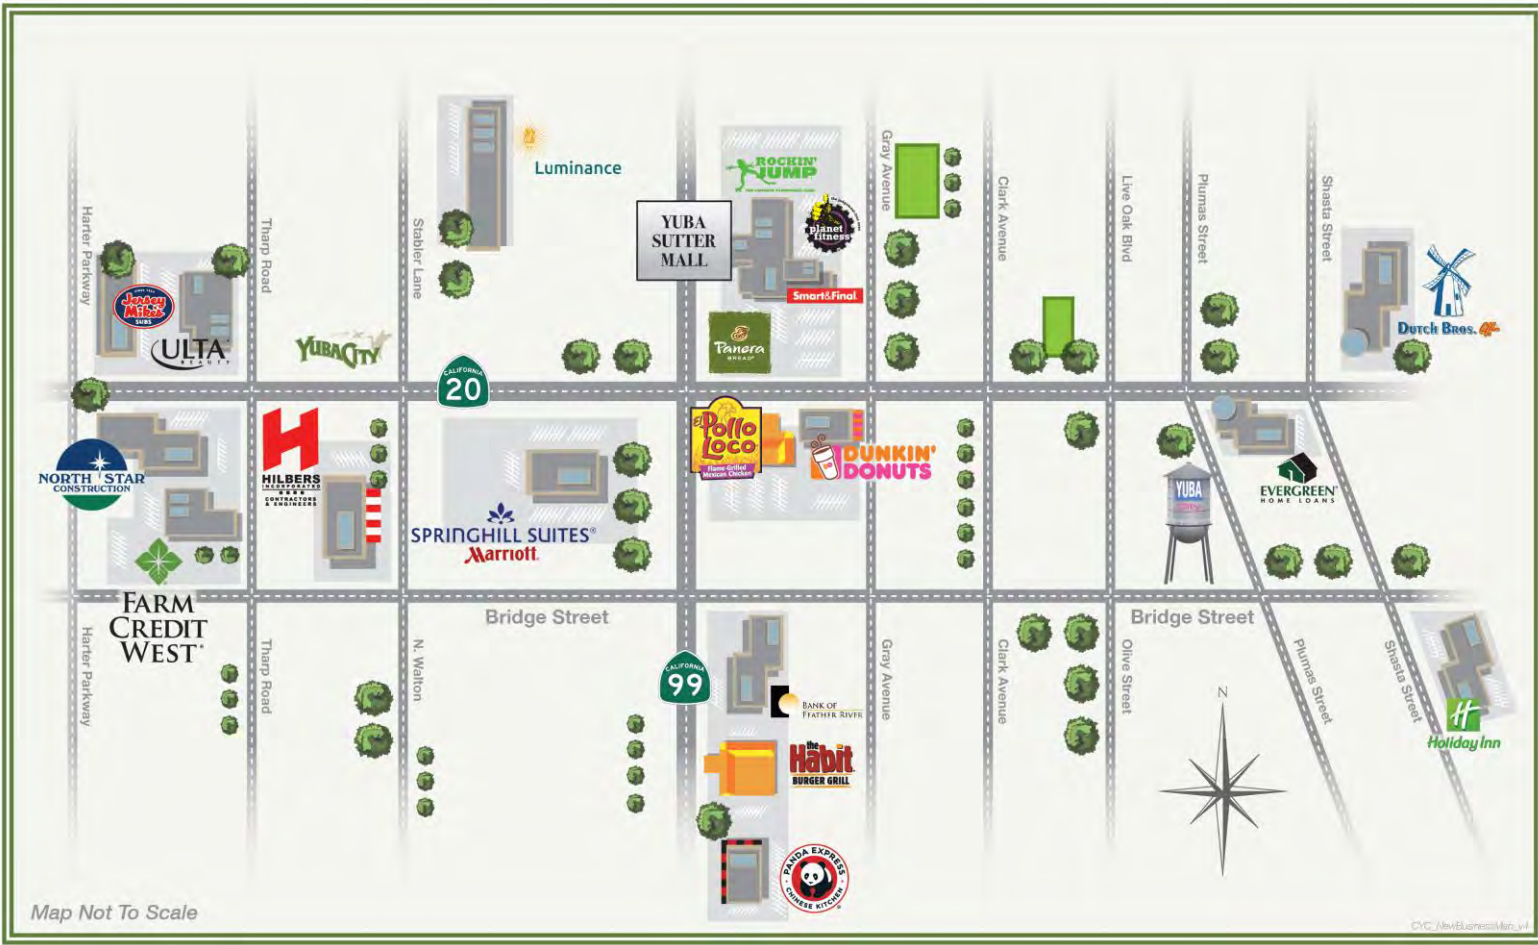 Harter Parkway
Tharp Road
Stabler Lane
Gray Avenue
Clark Avenue
Live Oak Blvd
Plumas Street
Shasta Street
Luminance
ROCKIN'
JUMP
YUBA
SUTTER
MALL
planet
fitness
Smart&Final.
Panera
BREAD
Jersey
Mike's
SUBS
ULTA
BEAUTY
YUBA CITY
CALIFORNIA
20
DUTCH BROS. Coffee
NORTH STAR
CONSTRUCTION
H
HILBERS
INCORPORATED
CONTRACTORS
& ENGINEERS
SPRINGHILL SUITES®
Marriott.
El
Pollo
Loco
Flame-Grilled
Mexican Chicken
DUNKIN'
DONUTS
YUBA
CITY
EVERGREEN
HOME LOANS
FARM
CREDIT
WEST®
Bridge Street
Bridge Street
Harter Parkway
Tharp Road
N. Walton
CALIFORNIA
99
Gray Avenue
Clark Avenue
Olive Street
Plumas Street
Shasta Street
BANK OF
FEATHER RIVER
the
Habit
BURGER GRILL
PANDA EXPRESS
CHINESE KITCHEN
H
Holiday Inn
N
Map Not To Scale
CYC_NewBusinessMap_v4